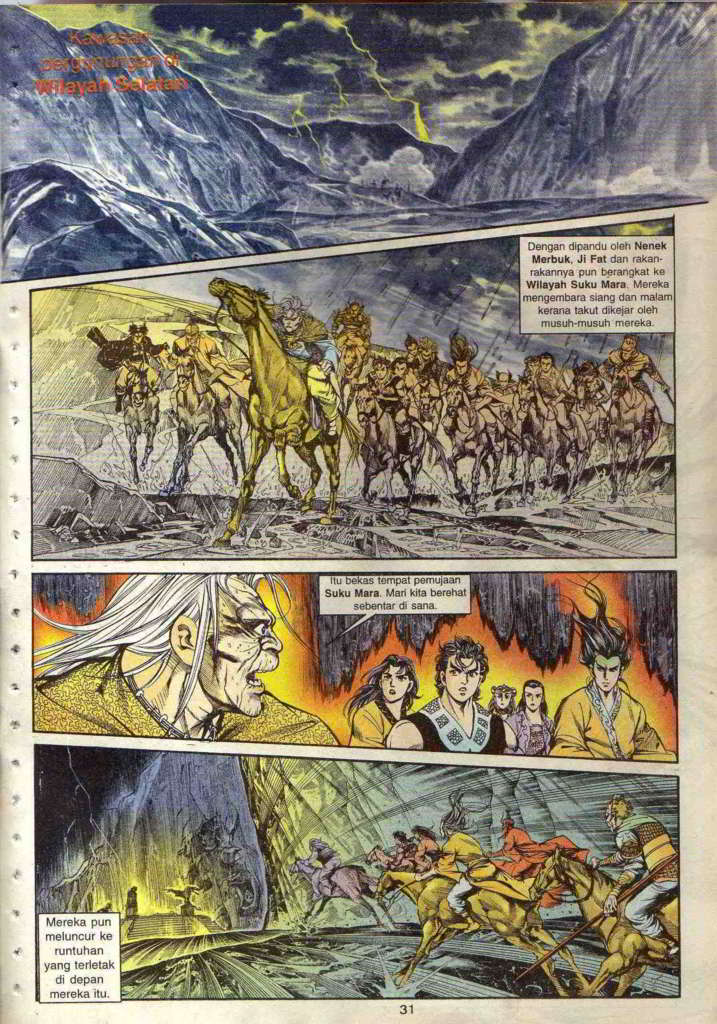 Kawasan
pergunungan di
Wilayah Selatan
Dengan dipandu oleh Nenek
Merbuk, Ji Fat dan rakan-
rakannya pun berangkat ke
Wilayah Suku Mara. Mereka
mengembara siang dan malam
kerana takut dikejar oleh
musuh-musuh mereka.
Itu bekas tempat pemujaan
Suku Mara. Mari kita berehat
sebentar di sana.
Mereka pun
meluncur ke
runtuhan
yang terletak
di depan
mereka itu.
31